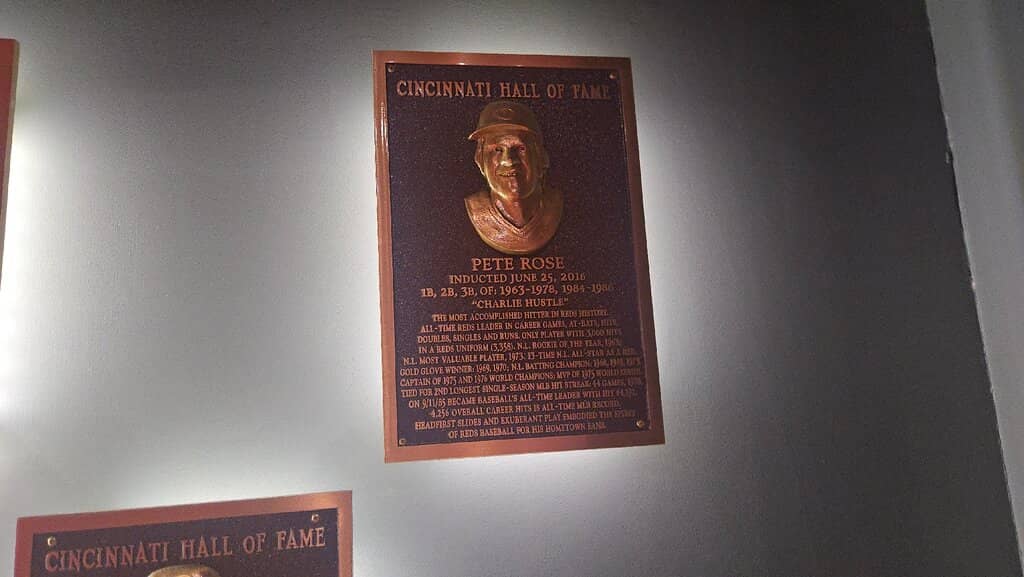 CINCINNATI HALL OF FAME
PETE ROSE
INDUCTED JUNE 25, 2016
1B, 2B, 3B, OF: 1963-1978, 1984-1986
"CHARLIE HUSTLE"
THE MOST ACCOMPLISHED HITTER IN REDS HISTORY.
ALL-TIME REDS LEADER IN CAREER GAMES, AT-BATS, HITS,
DOUBLES, SINGLES AND RUNS. ONLY PLAYER WITH 3,000 HITS
IN A REDS UNIFORM (3,358). N.L. ROOKIE OF THE YEAR, 1963;
N.L. MOST VALUABLE PLAYER, 1973. 13-TIME N.L. ALL-STAR AS A RED.
GOLD GLOVE WINNER: 1969, 1970; N.L. BATTING CHAMPION: 1968, 1969, 1973.
CAPTAIN OF 1975 AND 1976 WORLD CHAMPIONS; MVP OF 1975 WORLD SERIES.
TIED FOR 2ND LONGEST SINGLE-SEASON MLB HIT STREAK: 44 GAMES, 1978.
ON 9/11/85 BECAME BASEBALL'S ALL-TIME LEADER WITH HIT #4,192.
4,256 OVERALL CAREER HITS IS ALL-TIME MLB RECORD.
HEADFIRST SLIDES AND EXUBERANT PLAY EMBODIED THE SPIRIT
OF REDS BASEBALL FOR HIS HOMETOWN FANS.
CINCINNATI HALL OF FAME